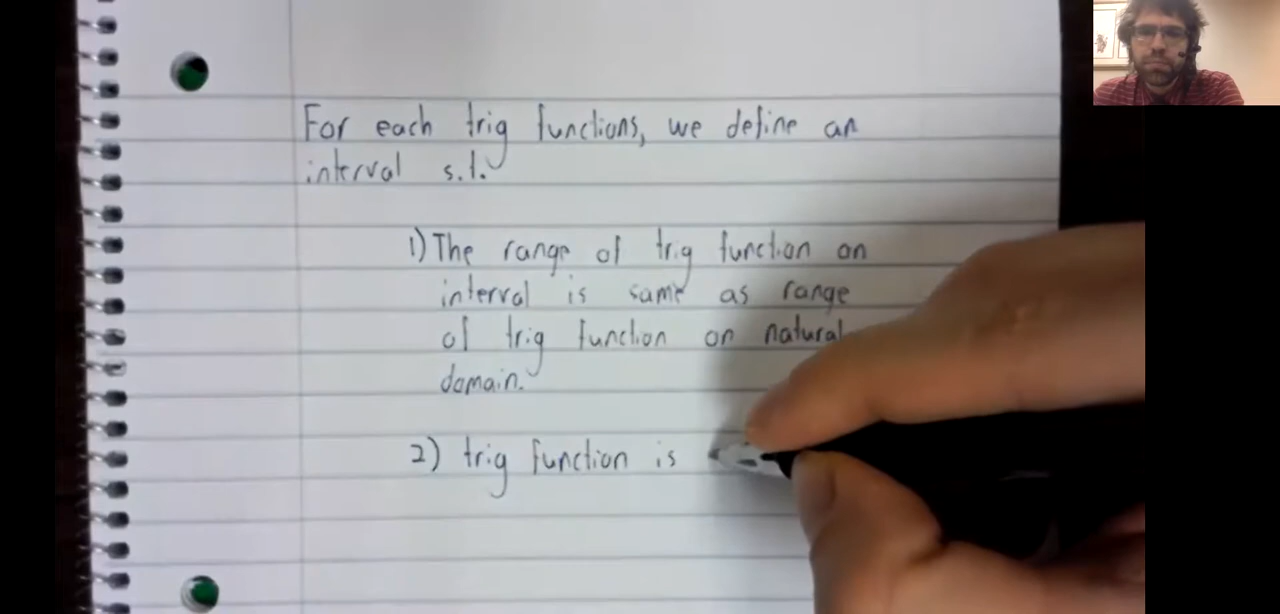 For each trig functions, we define an
interval s.t.
1) The range of trig function on
interval is same as range
of trig function on natural
domain.
2) trig function is